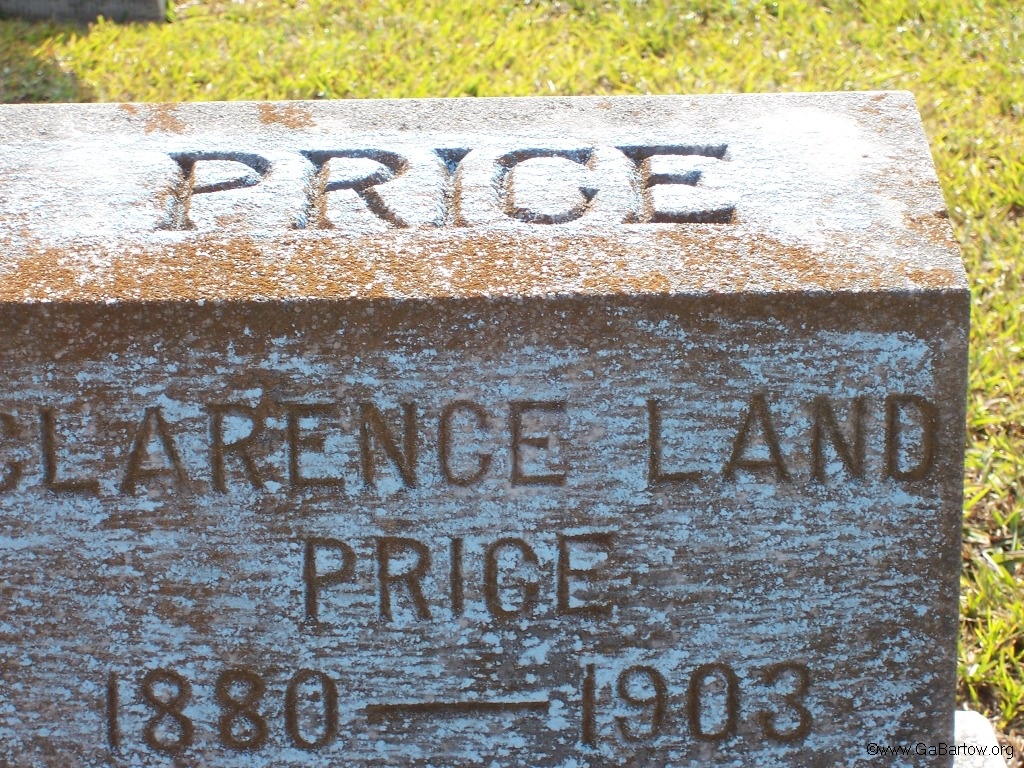 PRICE
CLARENCE LAND
PRICE
1880 — 1903
©www.GaBartow.org